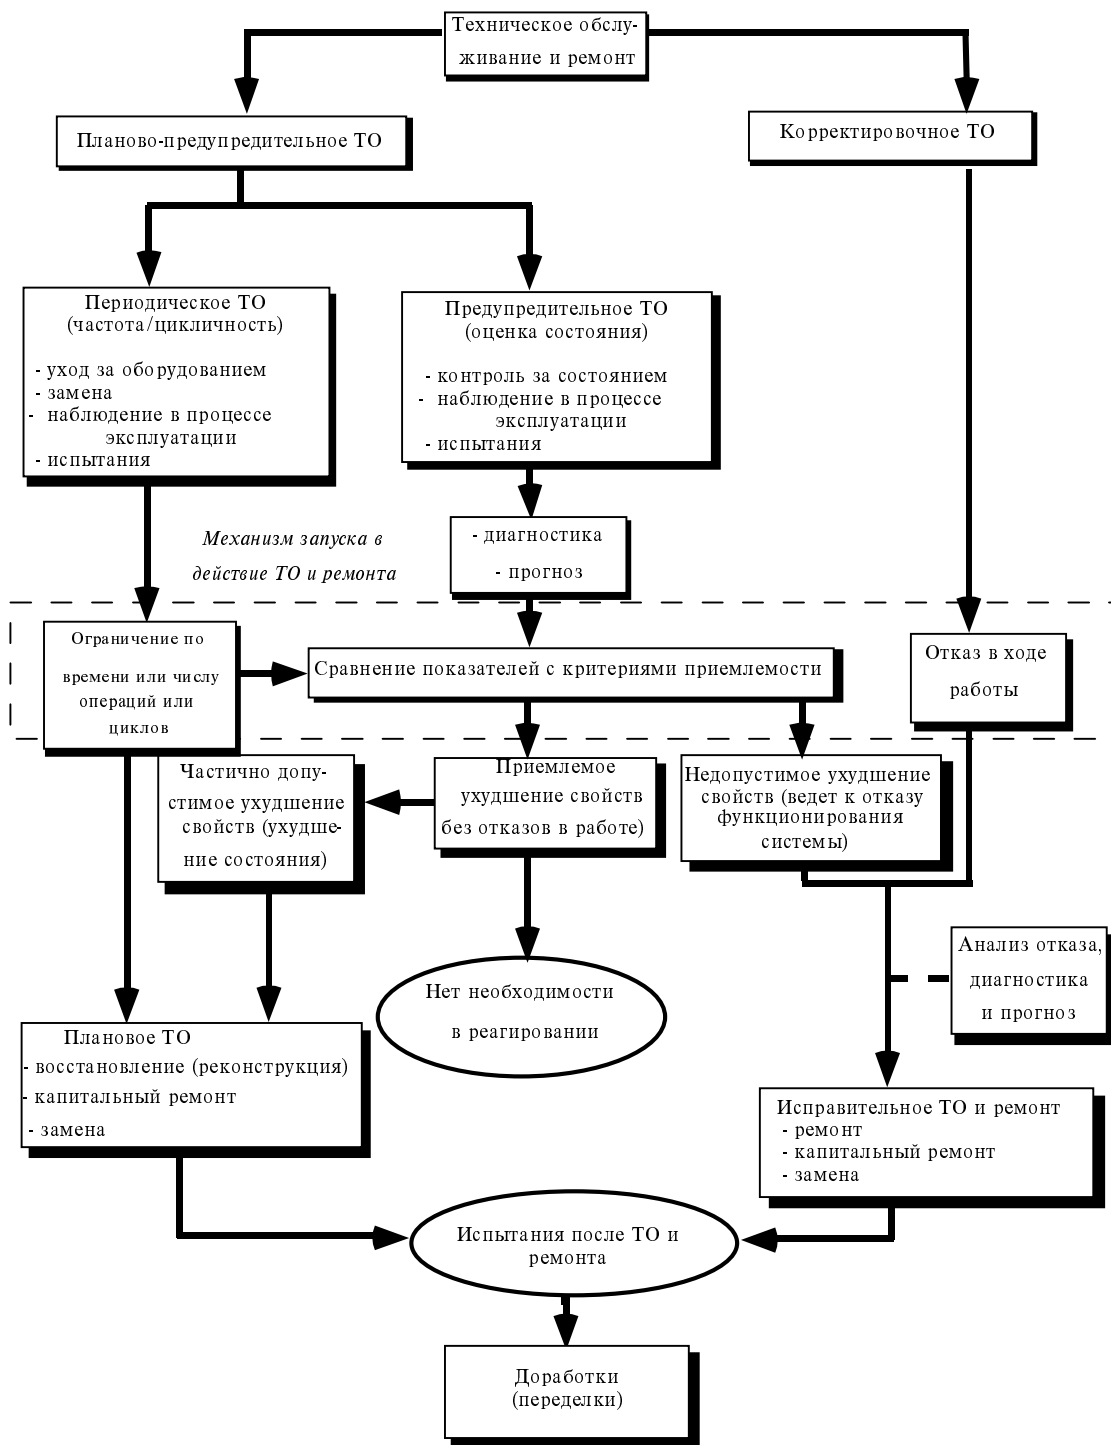 Техническое обслу-
живание и ремонт
Планово-предупредительное ТО
Корректировочное ТО
Периодическое ТО
(частота/цикличность)
- уход за оборудованием
- замена
- наблюдение в процессе
эксплуатации
- испытания
Предупредительное ТО
(оценка состояния)
- контроль за состоянием
- наблюдение в процессе
эксплуатации
- испытания
Механизм запуска в
действие ТО и ремонта
- диагностика
- прогноз
Ограничение по
времени или числу
операций или
циклов
Сравнение показателей с критериями приемлемости
Отказ в ходе
работы
Частично допу-
стимое ухудшение
свойств (ухудше-
ние состояния)
Приемлемое
ухудшение свойств
без отказов в работе)
Недопустимое ухудшение
свойств (ведет к отказу
функционирования
системы)
Анализ отказа,
диагностика
и прогноз
Нет необходимости
в реагировании
Плановое ТО
- восстановление (реконструкция)
- капитальный ремонт
- замена
Исправительное ТО и ремонт
- ремонт
- капитальный ремонт
- замена
Испытания после ТО и
ремонта
Доработки
(переделки)